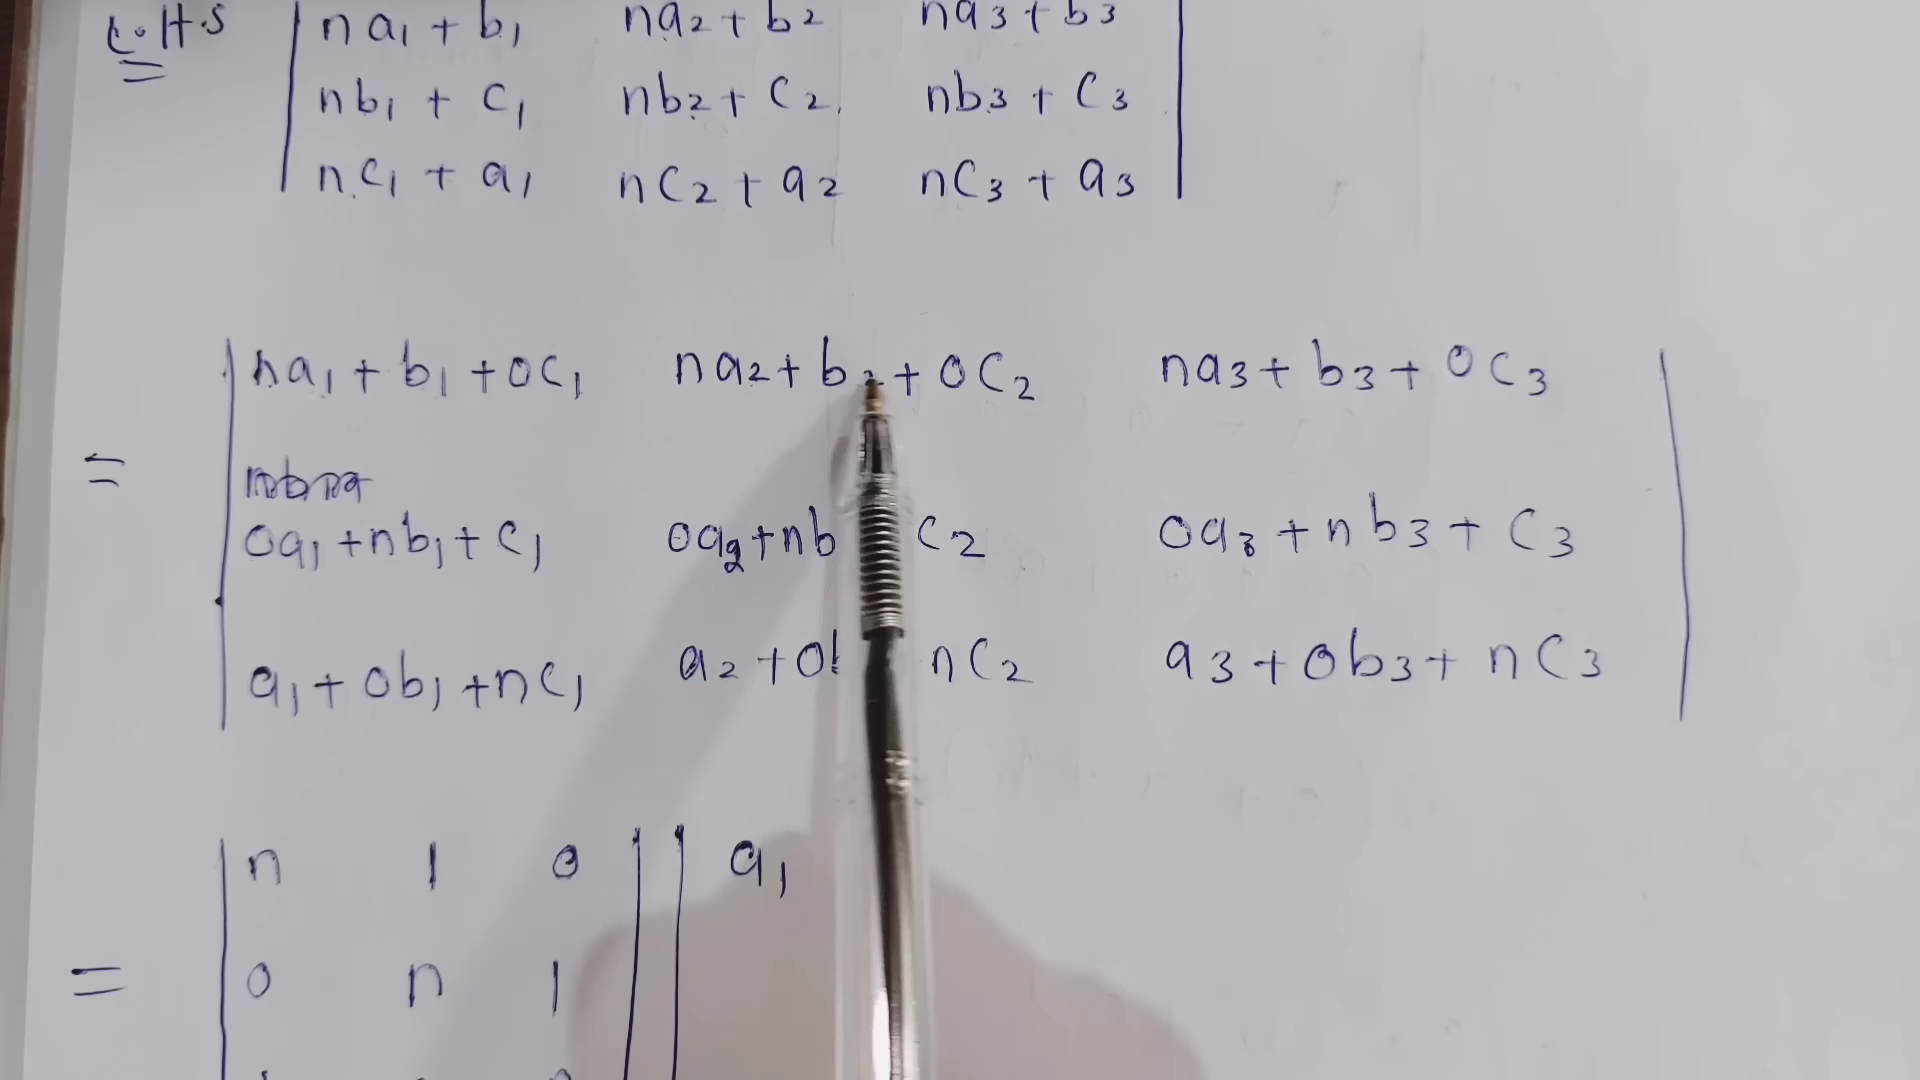 L.H.S | na₁ + b₁ na₂ + b₂ na₃ + b₃ |
| nb₁ + c₁ nb₂ + c₂ nb₃ + c₃ |
| nc₁ + a₁ nc₂ + a₂ nc₃ + a₃ |
| na₁ + b₁ + 0c₁ na₂ + b₂ + 0c₂ na₃ + b₃ + 0c₃ |
=
| 0a₁ + nb₁ + c₁ 0a₂ + nb c₂ 0a₃ + nb₃ + c₃ |
| a₁ + 0b₁ + nc₁ a₂ + 0 nc₂ a₃ + 0b₃ + nc₃ |
| n 1 0 | | a₁
= | 0 n 1 | |